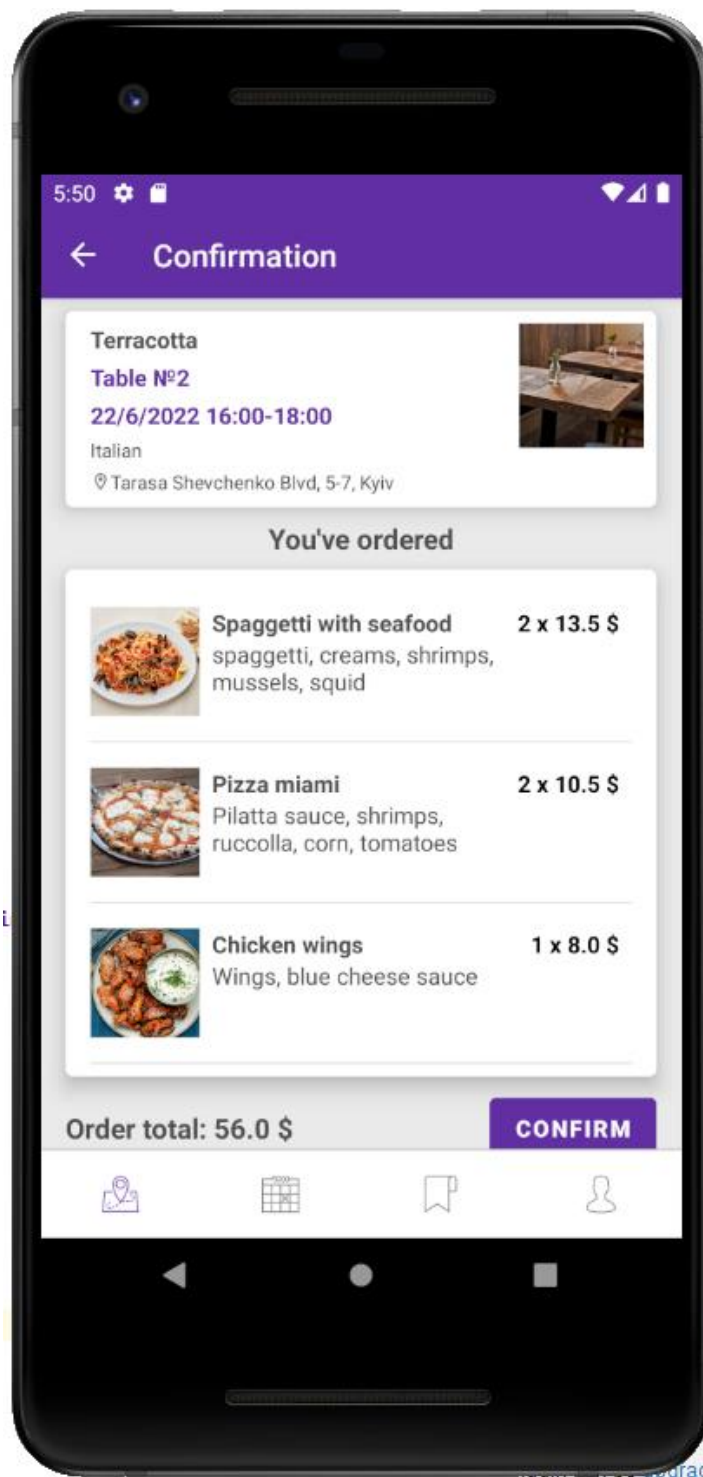 5:50
Confirmation
Terracotta
Table №2
22/6/2022 16:00-18:00
Italian
Tarasa Shevchenko Blvd, 5-7, Kyiv
You've ordered
Spaggetti with seafood 2 x 13.5 $
spaggetti, creams, shrimps,
mussels, squid
Pizza miami 2 x 10.5 $
Pilatta sauce, shrimps,
ruccolla, corn, tomatoes
Chicken wings 1 x 8.0 $
Wings, blue cheese sauce
Order total: 56.0 $ CONFIRM